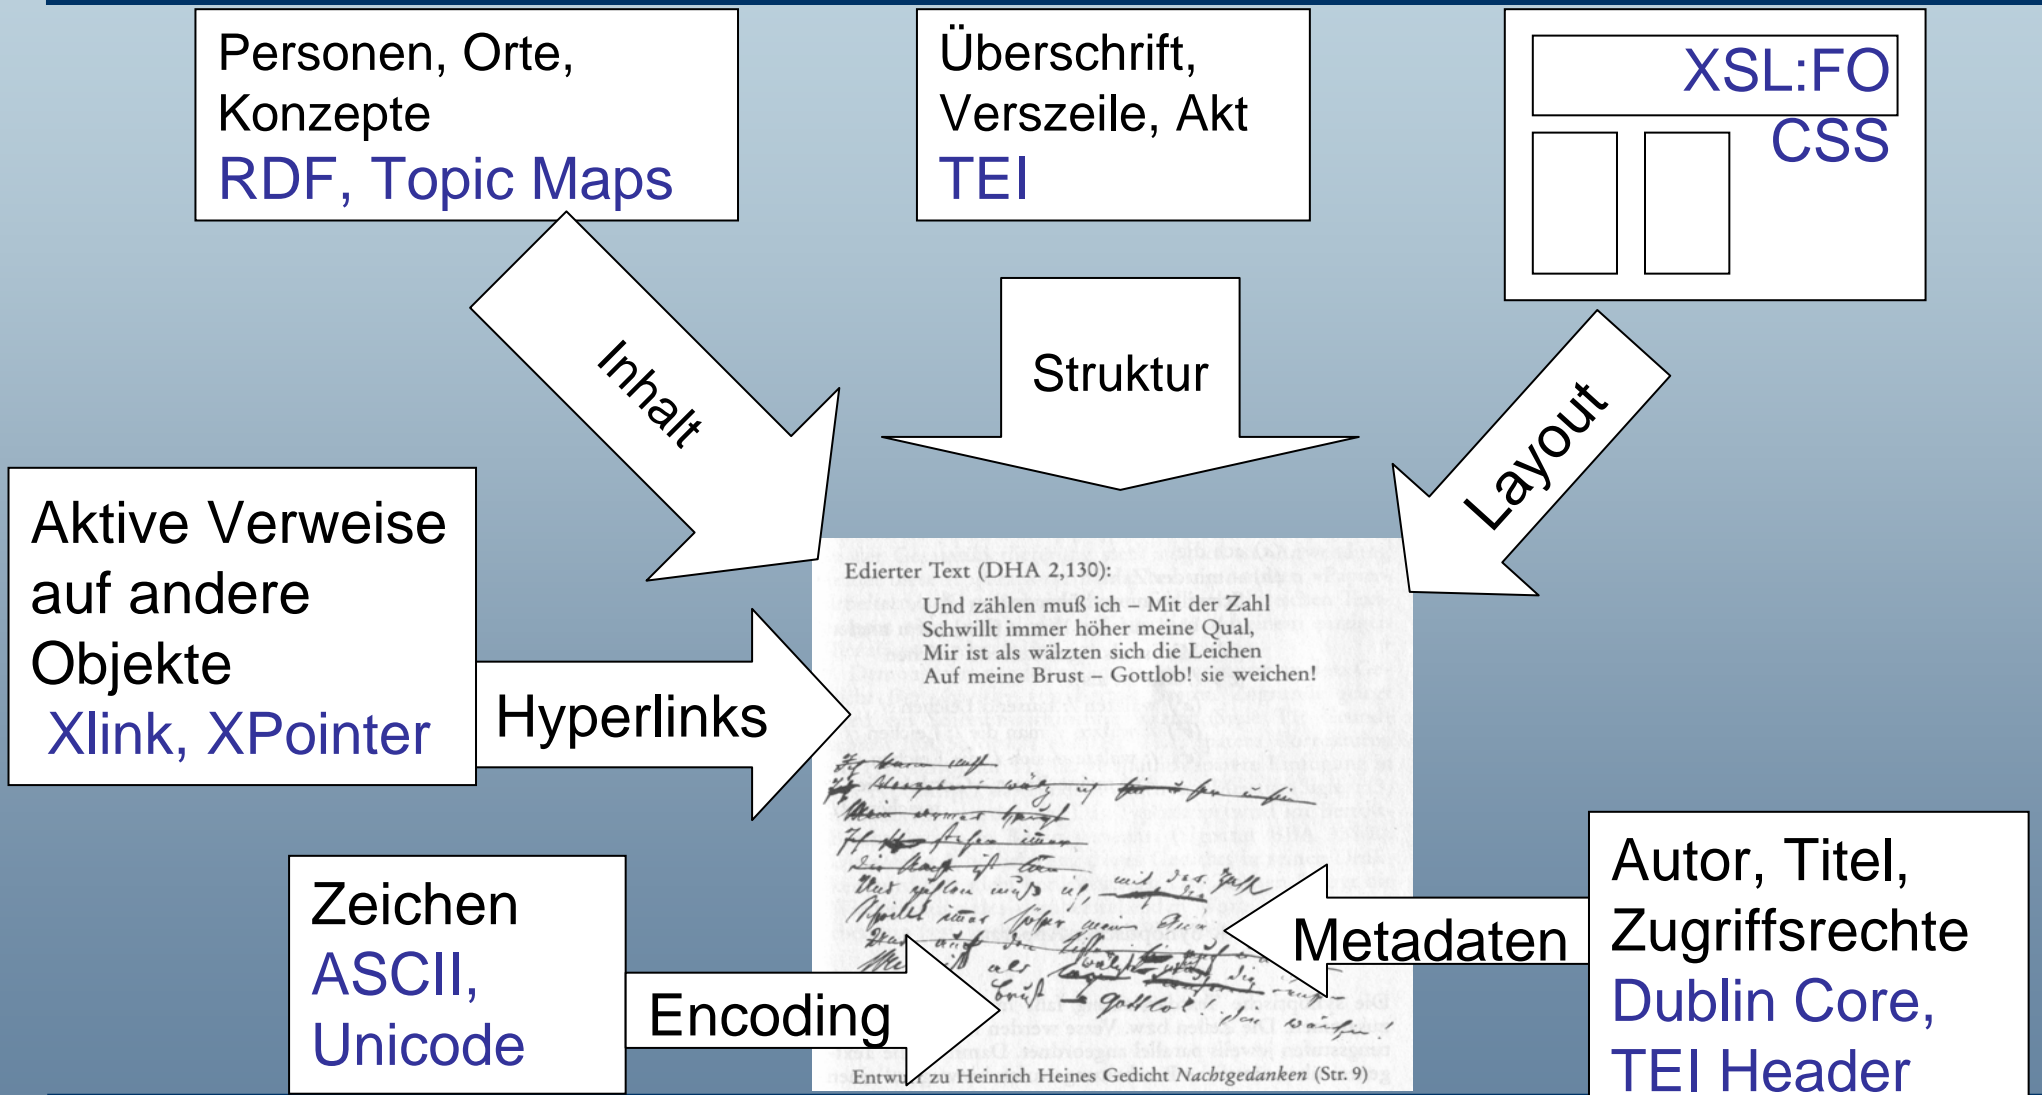 Personen, Orte,
Konzepte
RDF, Topic Maps
Überschrift,
Verszeile, Akt
TEI
XSL:FO
CSS
Inhalt
Struktur
Layout
Aktive Verweise
auf andere
Objekte
Xlink, XPointer
Hyperlinks
Edierter Text (DHA 2,130):
Und zählen muß ich – Mit der Zahl
Schwillt immer höher meine Qual,
Mir ist als wälzten sich die Leichen
Auf meine Brust – Gottlob! sie weichen!
Zeichen
ASCII,
Unicode
Encoding
Metadaten
Autor, Titel,
Zugriffsrechte
Dublin Core,
TEI Header
zu Heinrich Heines Gedicht Nachtgedanken (Str. 9)